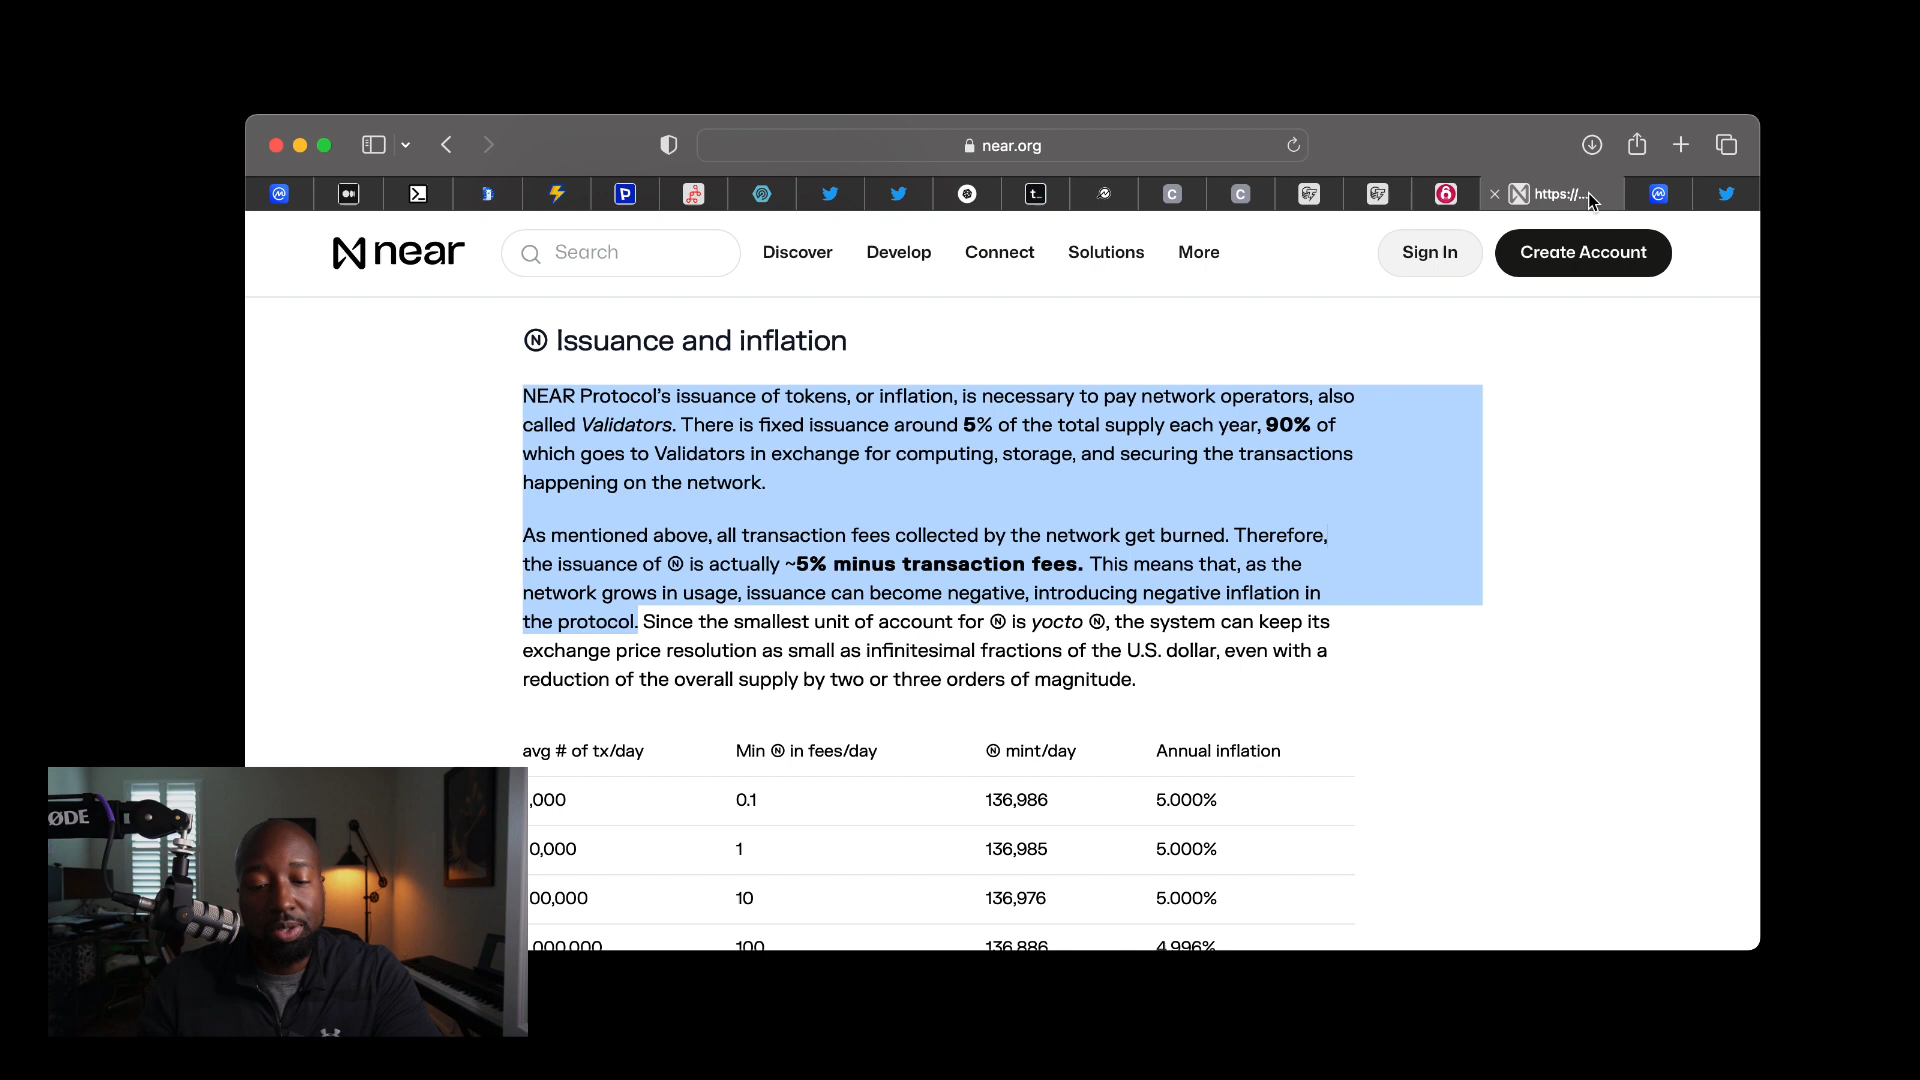 near.org
https://...
near
Search
Discover
Develop
Connect
Solutions
More
Sign In
Create Account
Ⓝ Issuance and inflation
NEAR Protocol’s issuance of tokens, or inflation, is necessary to pay network operators, also
called Validators. There is fixed issuance around 5% of the total supply each year, 90% of
which goes to Validators in exchange for computing, storage, and securing the transactions
happening on the network.
As mentioned above, all transaction fees collected by the network get burned. Therefore,
the issuance of Ⓝ is actually ~5% minus transaction fees. This means that, as the
network grows in usage, issuance can become negative, introducing negative inflation in
the protocol. Since the smallest unit of account for Ⓝ is yocto Ⓝ, the system can keep its
exchange price resolution as small as infinitesimal fractions of the U.S. dollar, even with a
reduction of the overall supply by two or three orders of magnitude.
avg # of tx/day Min Ⓝ in fees/day Ⓝ mint/day Annual inflation
,000 0.1 136,986 5.000%
0,000 1 136,985 5.000%
00,000 10 136,976 5.000%
,000,000 100 136,886 4.996%
RØDE